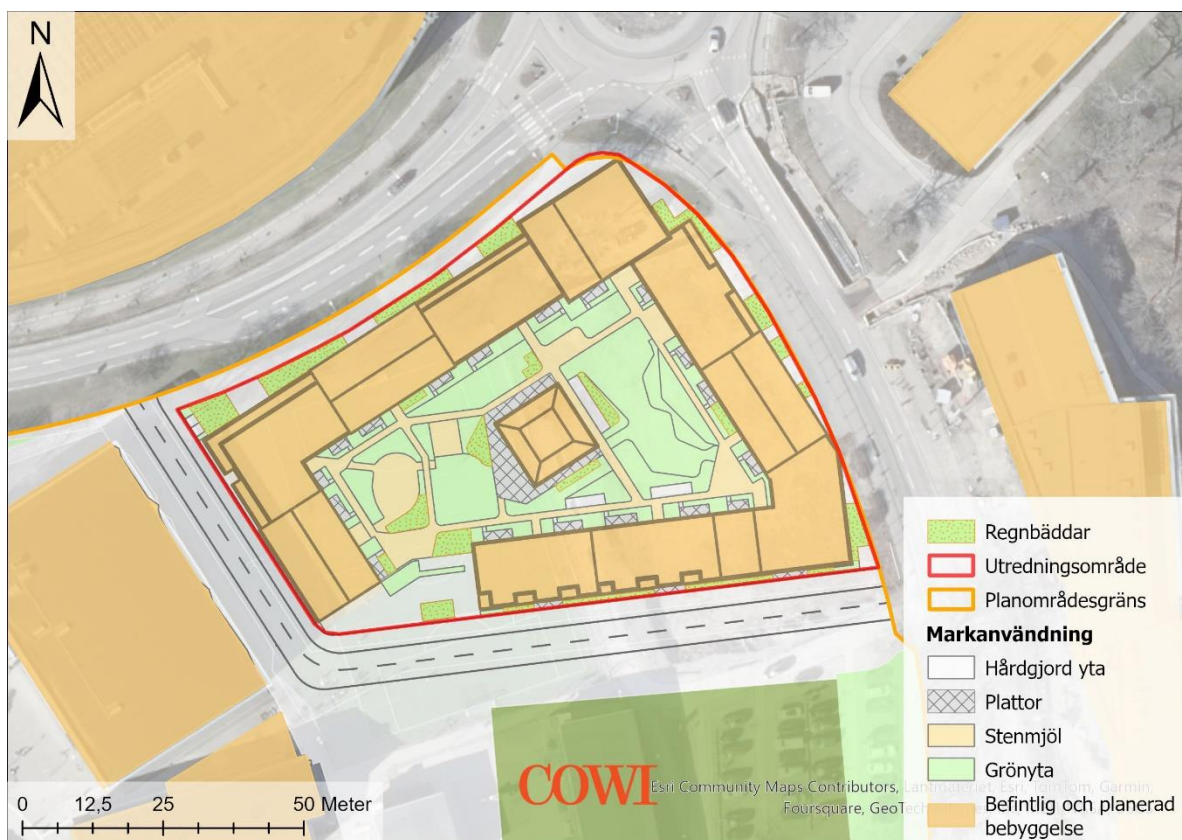 N
Regnbäddar
Utredningsområde
Planområdesgräns
Markanvändning
Hårdgjord yta
Plattor
Stenmjöl
Grönyta
Befintlig och planerad
bebyggelse
0 12,5 25 50 Meter
COWI
Esri Community Maps Contributors, Lantmäteriet, Esri, TomTom, Garmin,
Foursquare,